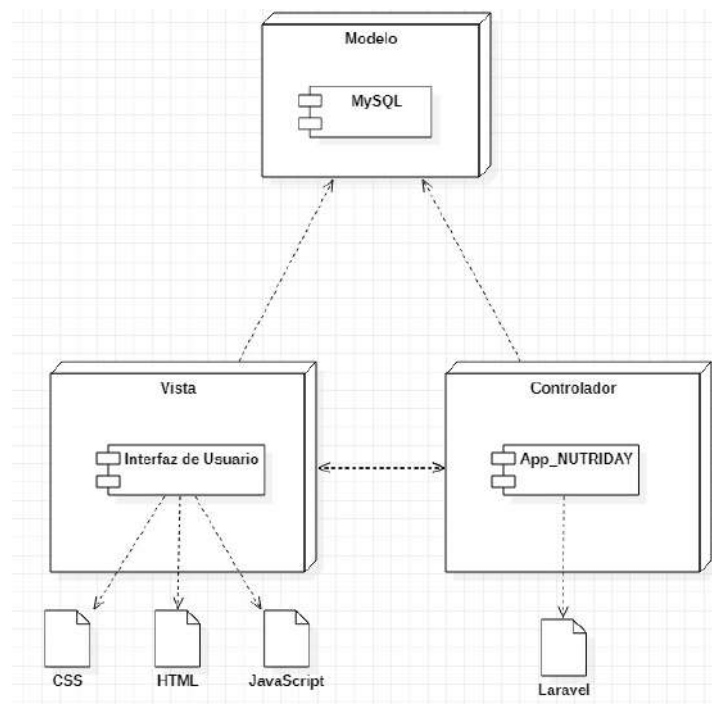 Modelo
MySQL
Vista
Controlador
Interfaz de Usuario
App_NUTRIDAY
CSS
HTML
JavaScript
Laravel